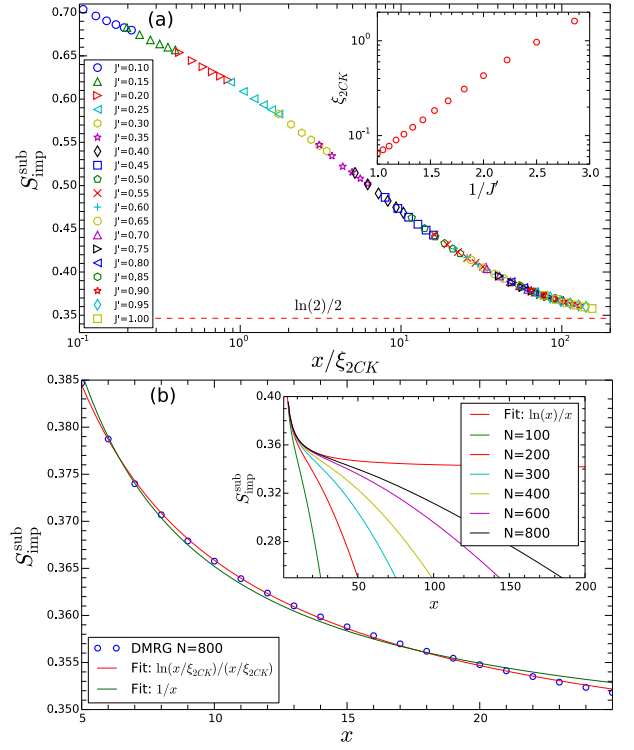 (a)
0.70
0.65
0.60
0.55
0.50
0.45
0.40
0.35
S_imp^sub
J'=0.10
J'=0.15
J'=0.20
J'=0.25
J'=0.30
J'=0.35
J'=0.40
J'=0.45
J'=0.50
J'=0.55
J'=0.60
J'=0.65
J'=0.70
J'=0.75
J'=0.80
J'=0.85
J'=0.90
J'=0.95
J'=1.00
ln(2)/2
10^-1 10^0 10^1 10^2
x/ξ_2CK
10^0
10^-1
ξ_2CK
1.0 1.5 2.0 2.5 3.0
1/J'
(b)
0.385
0.380
0.375
0.370
0.365
0.360
0.355
0.350
S_imp^sub
DMRG N=800
Fit: ln(x/ξ_2CK)/(x/ξ_2CK)
Fit: 1/x
5 10 15 20
x
0.40
0.36
0.32
0.28
S_imp^sub
Fit: ln(x)/x
N=100
N=200
N=300
N=400
N=600
N=800
50 100 150 200
x